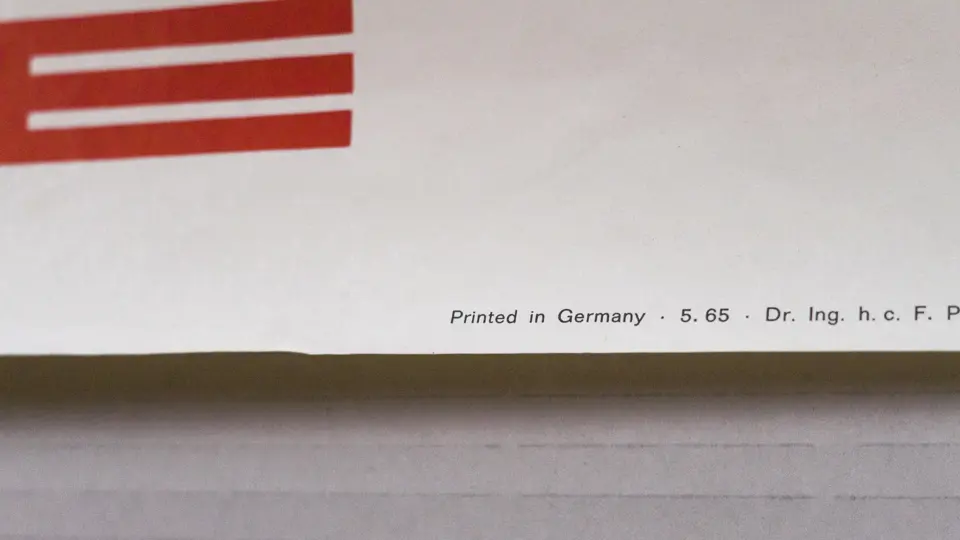 Printed in Germany · 5.65 · Dr. Ing. h.c. F. P